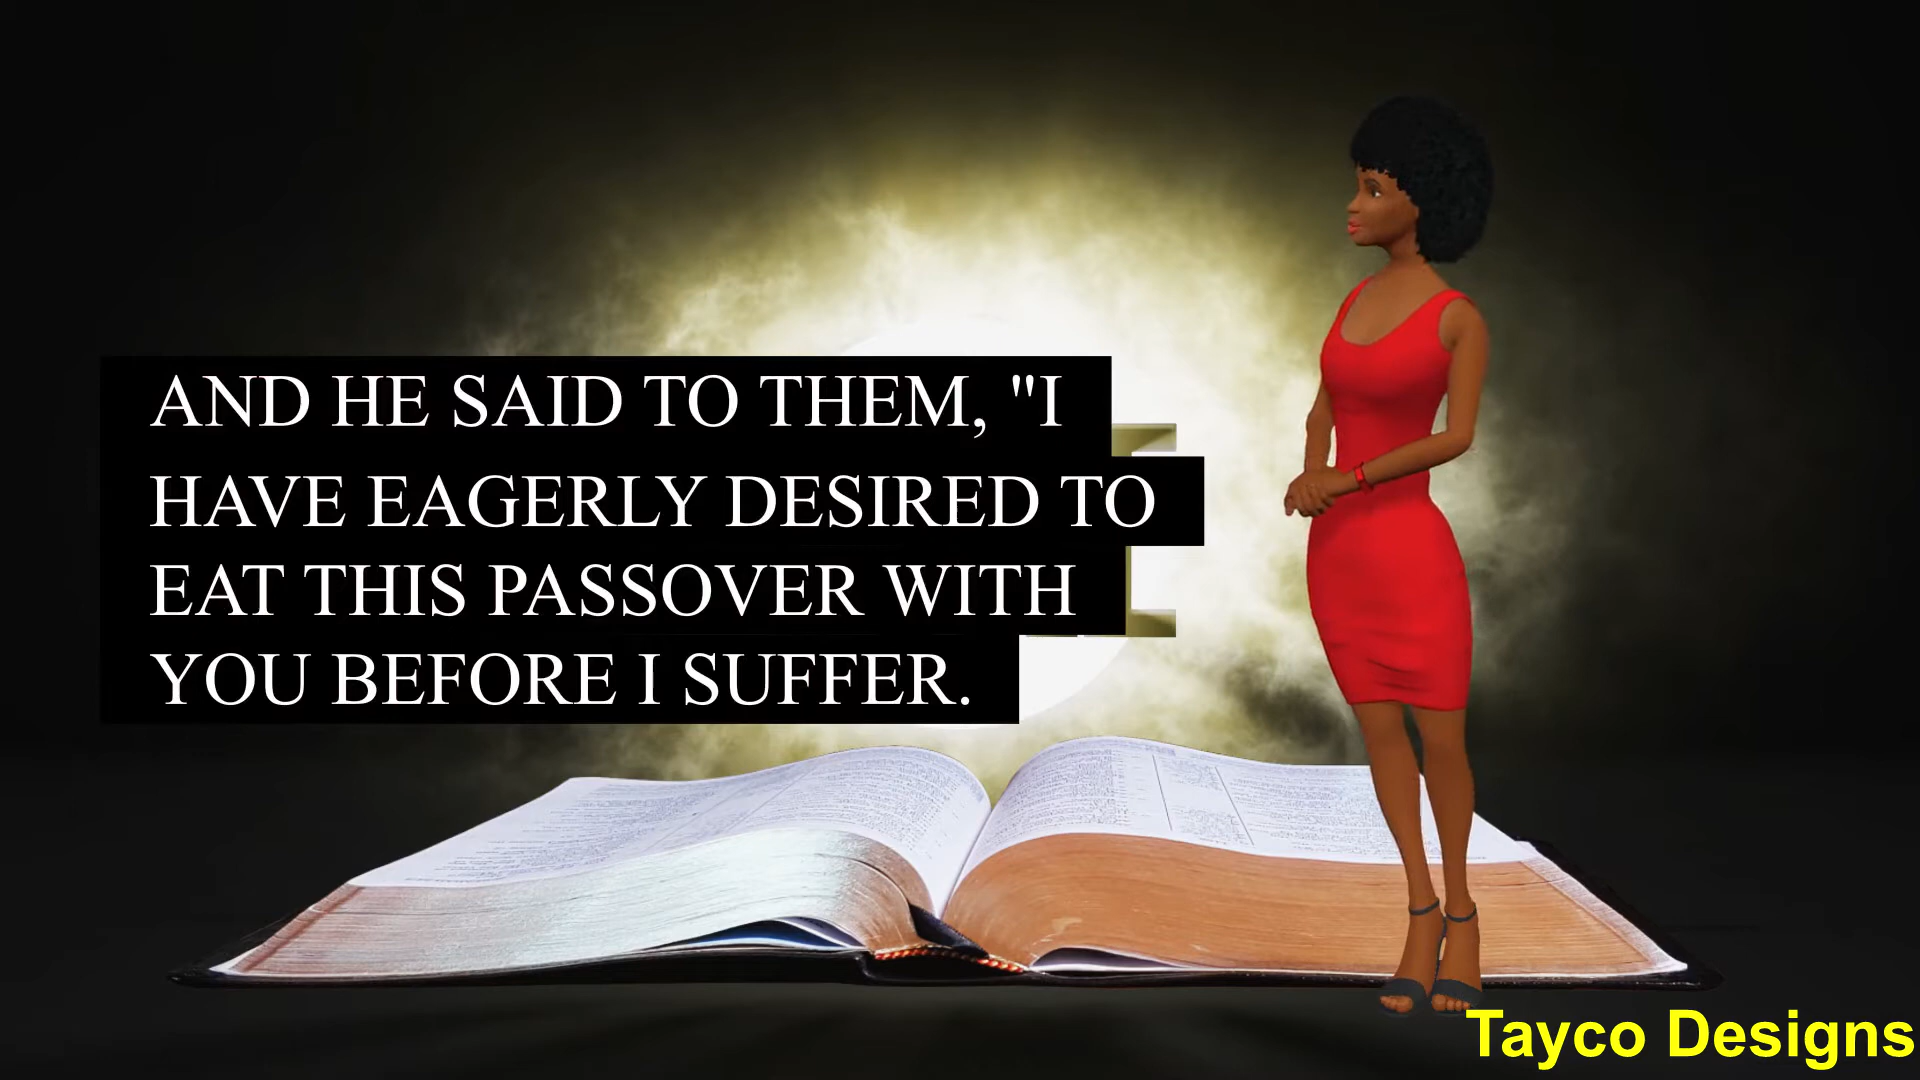 AND HE SAID TO THEM, "I
HAVE EAGERLY DESIRED TO
EAT THIS PASSOVER WITH
YOU BEFORE I SUFFER.
Tayco Designs